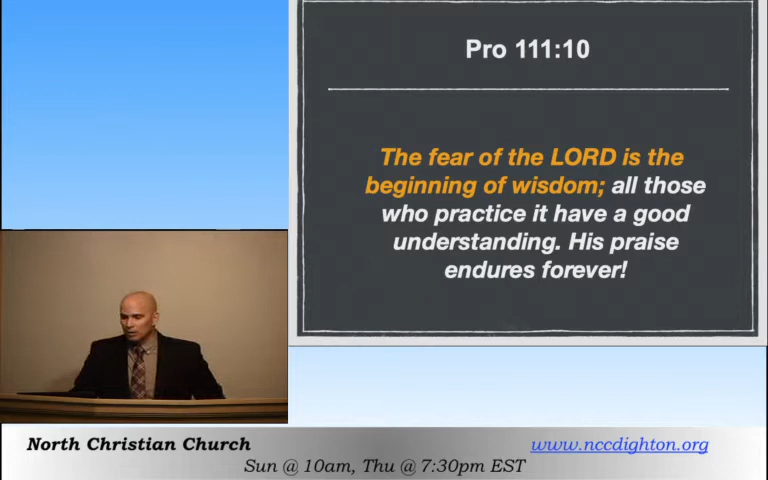 Pro 111:10
The fear of the LORD is the
beginning of wisdom; all those
who practice it have a good
understanding. His praise
endures forever!
North Christian Church
www.nccdighton.org
Sun @ 10am, Thu @ 7:30pm EST